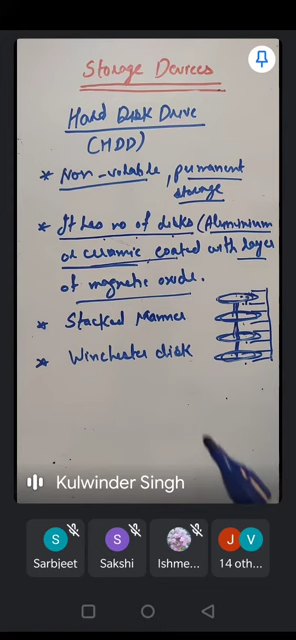 Storage Devices
Hard Disk Drive
(HDD)
* Non-volable, permanent
storage
* It has no of disks (Aluminium
or ceramic coated with layer
of magnetic oxide.
* Stacked Manner
* Winchester disk
Kulwinder Singh
S
S
J V
Sarbjeet
Sakshi
Ishme...
14 oth...